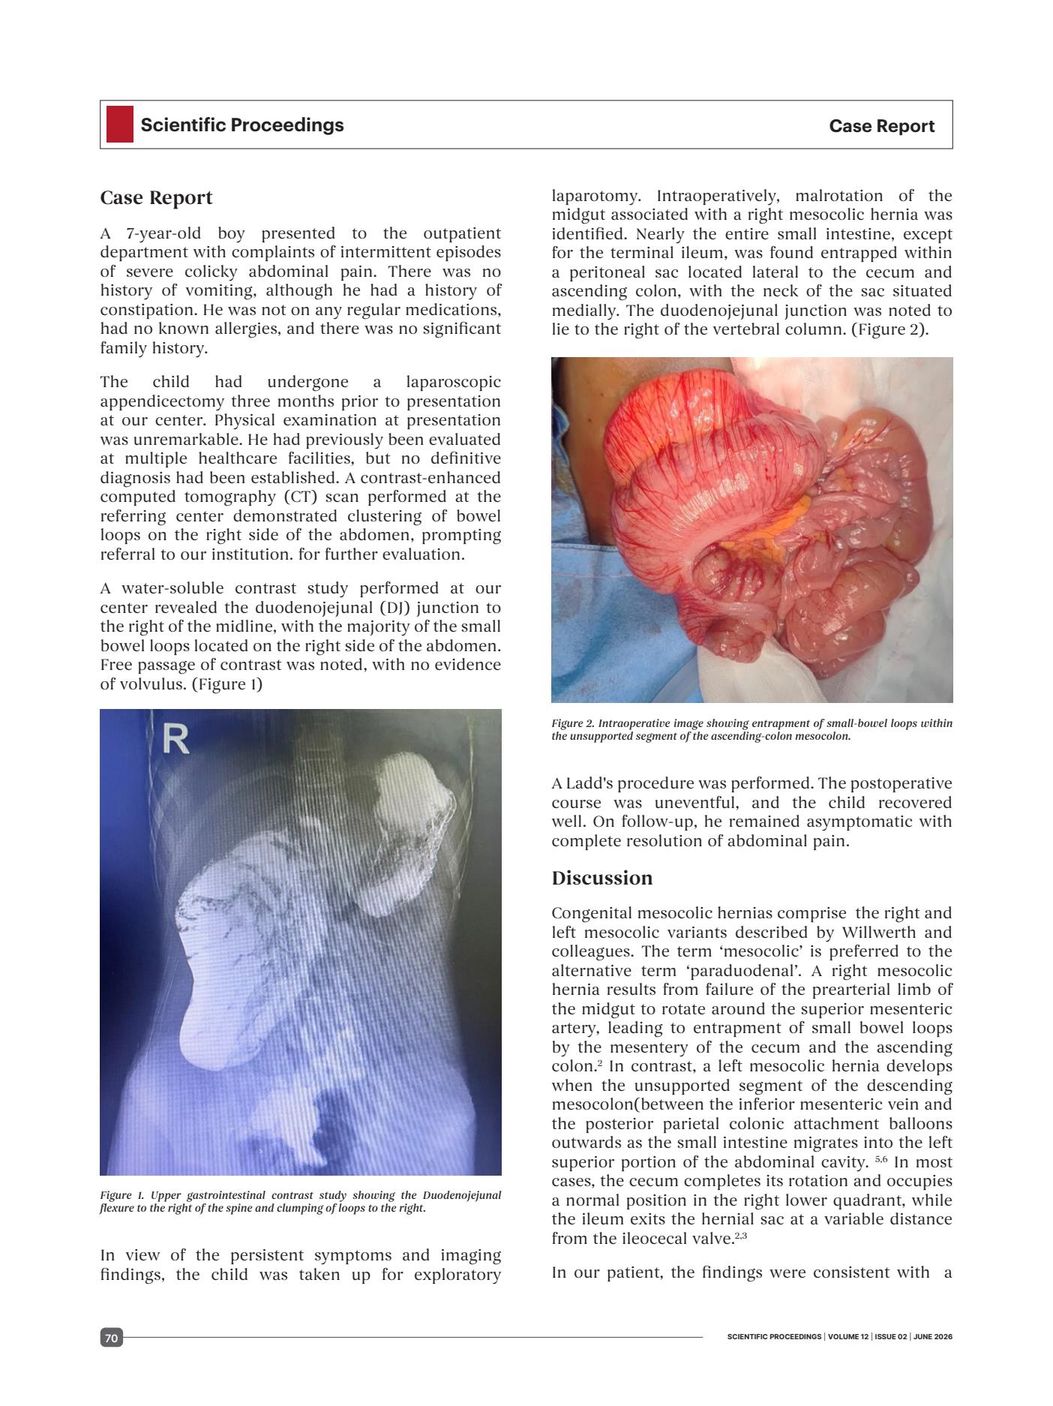 Scientific Proceedings
Case Report
Case Report
A 7-year-old boy presented to the outpatient
department with complaints of intermittent episodes
of severe colicky abdominal pain. There was no
history of vomiting, although he had a history of
constipation. He was not on any regular medications,
had no known allergies, and there was no significant
family history.
The child had undergone a laparoscopic
appendicectomy three months prior to presentation
at our center. Physical examination at presentation
was unremarkable. He had previously been evaluated
at multiple healthcare facilities, but no definitive
diagnosis had been established. A contrast-enhanced
computed tomography (CT) scan performed at the
referring center demonstrated clustering of bowel
loops on the right side of the abdomen, prompting
referral to our institution. for further evaluation.
A water-soluble contrast study performed at our
center revealed the duodenojejunal (DJ) junction to
the right of the midline, with the majority of the small
bowel loops located on the right side of the abdomen.
Free passage of contrast was noted, with no evidence
of volvulus. (Figure 1)
R
Figure 1. Upper gastrointestinal contrast study showing the Duodenojejunal
flexure to the right of the spine and clumping of loops to the right.
In view of the persistent symptoms and imaging
findings, the child was taken up for exploratory
laparotomy. Intraoperatively, malrotation of the
midgut associated with a right mesocolic hernia was
identified. Nearly the entire small intestine, except
for the terminal ileum, was found entrapped within
a peritoneal sac located lateral to the cecum and
ascending colon, with the neck of the sac situated
medially. The duodenojejunal junction was noted to
lie to the right of the vertebral column. (Figure 2).
Figure 2. Intraoperative image showing entrapment of small-bowel loops within
the unsupported segment of the ascending-colon mesocolon.
A Ladd's procedure was performed. The postoperative
course was uneventful, and the child recovered
well. On follow-up, he remained asymptomatic with
complete resolution of abdominal pain.
Discussion
Congenital mesocolic hernias comprise the right and
left mesocolic variants described by Willwerth and
colleagues. The term ‘mesocolic’ is preferred to the
alternative term ‘paraduodenal’. A right mesocolic
hernia results from failure of the prearterial limb of
the midgut to rotate around the superior mesenteric
artery, leading to entrapment of small bowel loops
by the mesentery of the cecum and the ascending
colon.² In contrast, a left mesocolic hernia develops
when the unsupported segment of the descending
mesocolon(between the inferior mesenteric vein and
the posterior parietal colonic attachment balloons
outwards as the small intestine migrates into the left
superior portion of the abdominal cavity. ⁵,⁶ In most
cases, the cecum completes its rotation and occupies
a normal position in the right lower quadrant, while
the ileum exits the hernial sac at a variable distance
from the ileocecal valve.²,³
In our patient, the findings were consistent with a
70
SCIENTIFIC PROCEEDINGS | VOLUME 12 | ISSUE 02 | JUNE 2026